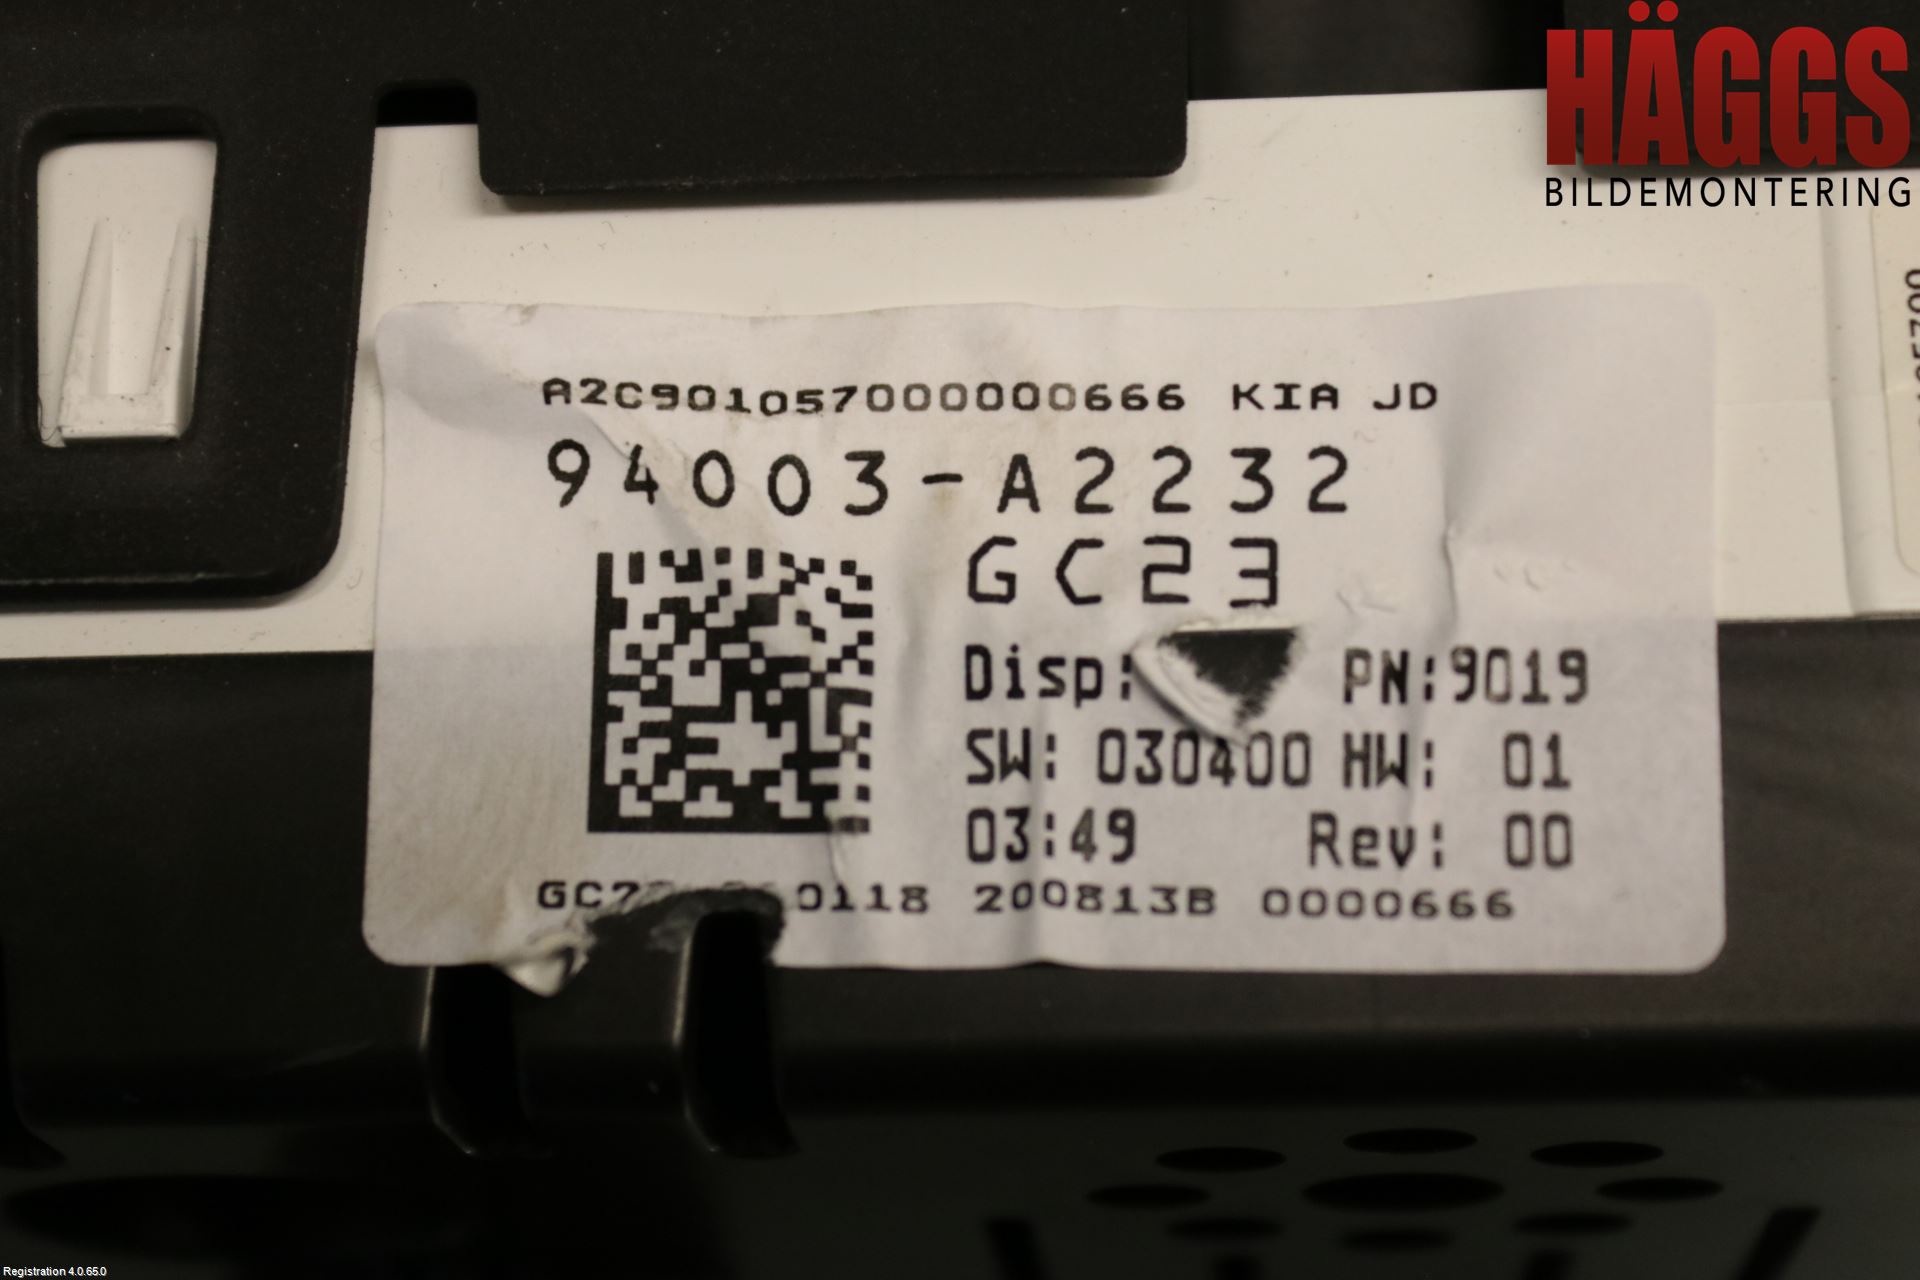 HÄGGS
BILDEMONTERING
A2C9010570000000666 KIA JD
94003-A2232
GC23
Disp: PN:9019
SW: 030400 HW: 01
03:49 Rev: 00
0118 200813B 0000666
Registration 4.0.65.0